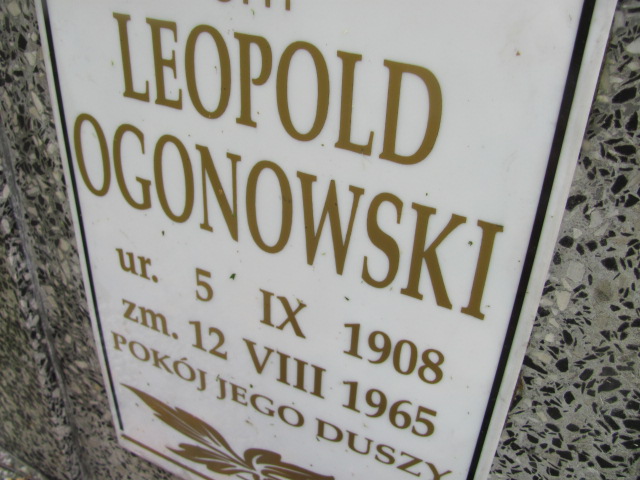 LEOPOLD
OGONOWSKI
ur. 5 IX 1908
zm. 12 VIII 1965
POKÓJ JEGO DUSZY